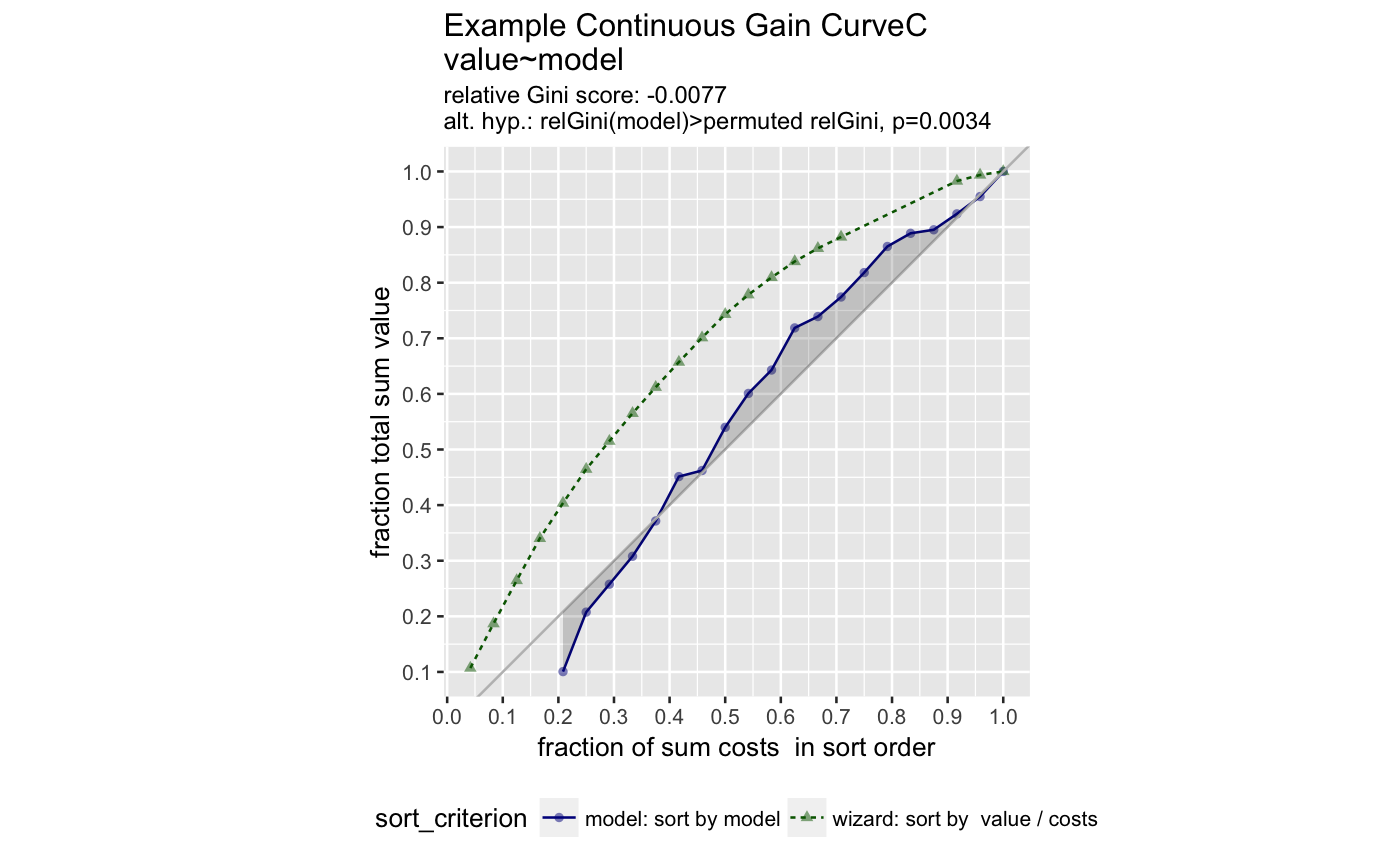 Example Continuous Gain CurveC
value~model
relative Gini score: -0.0077
alt. hyp.: relGini(model)>permuted relGini, p=0.0034
1.0
0.9
0.8
0.7
0.6
0.5
0.4
0.3
0.2
0.1
fraction total sum value
0.0 0.1 0.2 0.3 0.4 0.5 0.6 0.7 0.8 0.9 1.0
fraction of sum costs  in sort order
sort_criterion model: sort by model wizard: sort by  value / costs